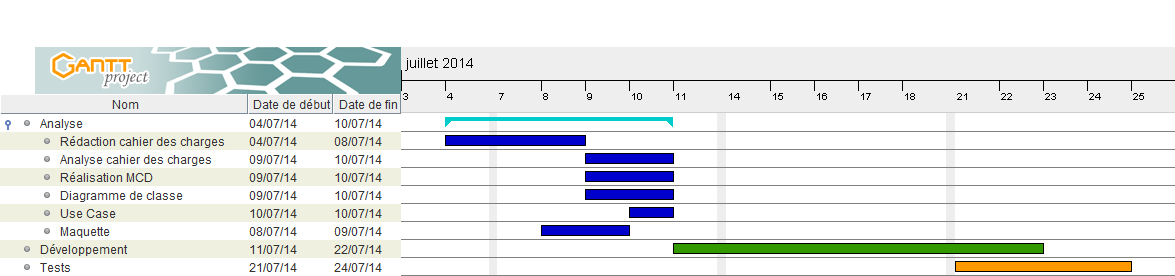 GANTT project
juillet 2014
3 4 7 8 9 10 11 14 15 16 17 18 21 22 23 24 25
Nom Date de début Date de fin
Analyse 04/07/14 10/07/14
Rédaction cahier des charges 04/07/14 08/07/14
Analyse cahier des charges 09/07/14 10/07/14
Réalisation MCD 09/07/14 10/07/14
Diagramme de classe 09/07/14 10/07/14
Use Case 10/07/14 10/07/14
Maquette 08/07/14 09/07/14
Développement 11/07/14 22/07/14
Tests 21/07/14 24/07/14